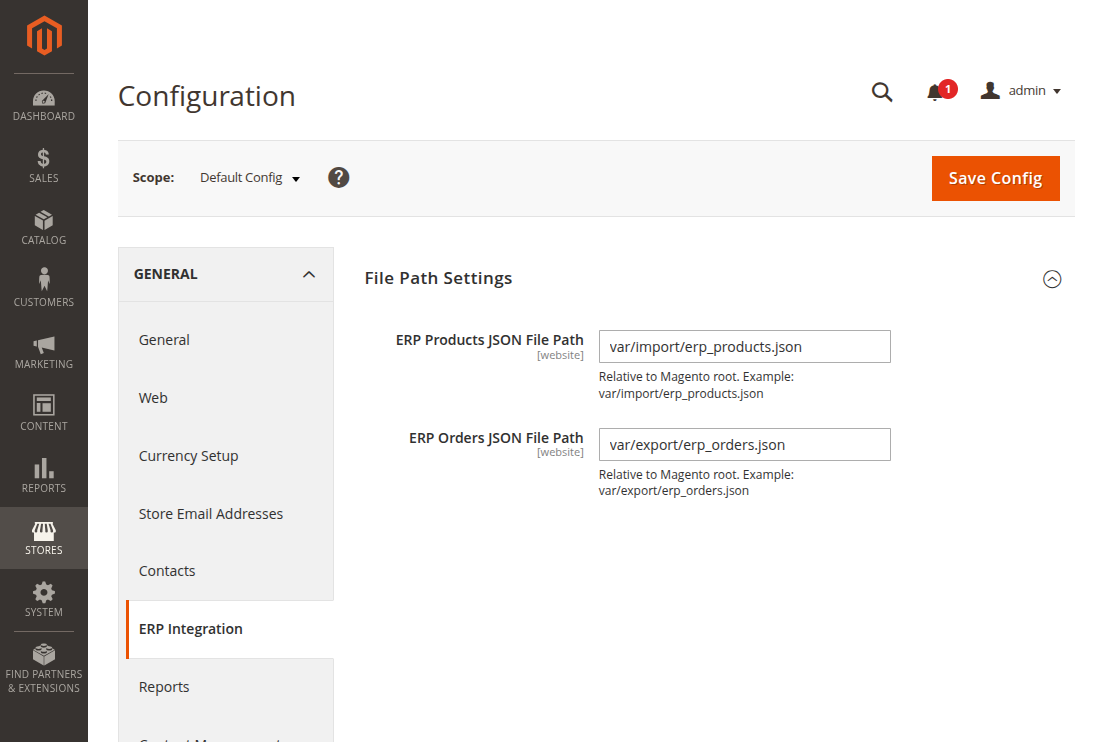 Configuration
1
admin
Scope:
Default Config
?
Save Config
DASHBOARD
SALES
CATALOG
CUSTOMERS
MARKETING
CONTENT
REPORTS
STORES
SYSTEM
FIND PARTNERS
& EXTENSIONS
GENERAL
General
Web
Currency Setup
Store Email Addresses
Contacts
ERP Integration
Reports
File Path Settings
ERP Products JSON File Path
[website]
var/import/erp_products.json
Relative to Magento root. Example:
var/import/erp_products.json
ERP Orders JSON File Path
[website]
var/export/erp_orders.json
Relative to Magento root. Example:
var/export/erp_orders.json